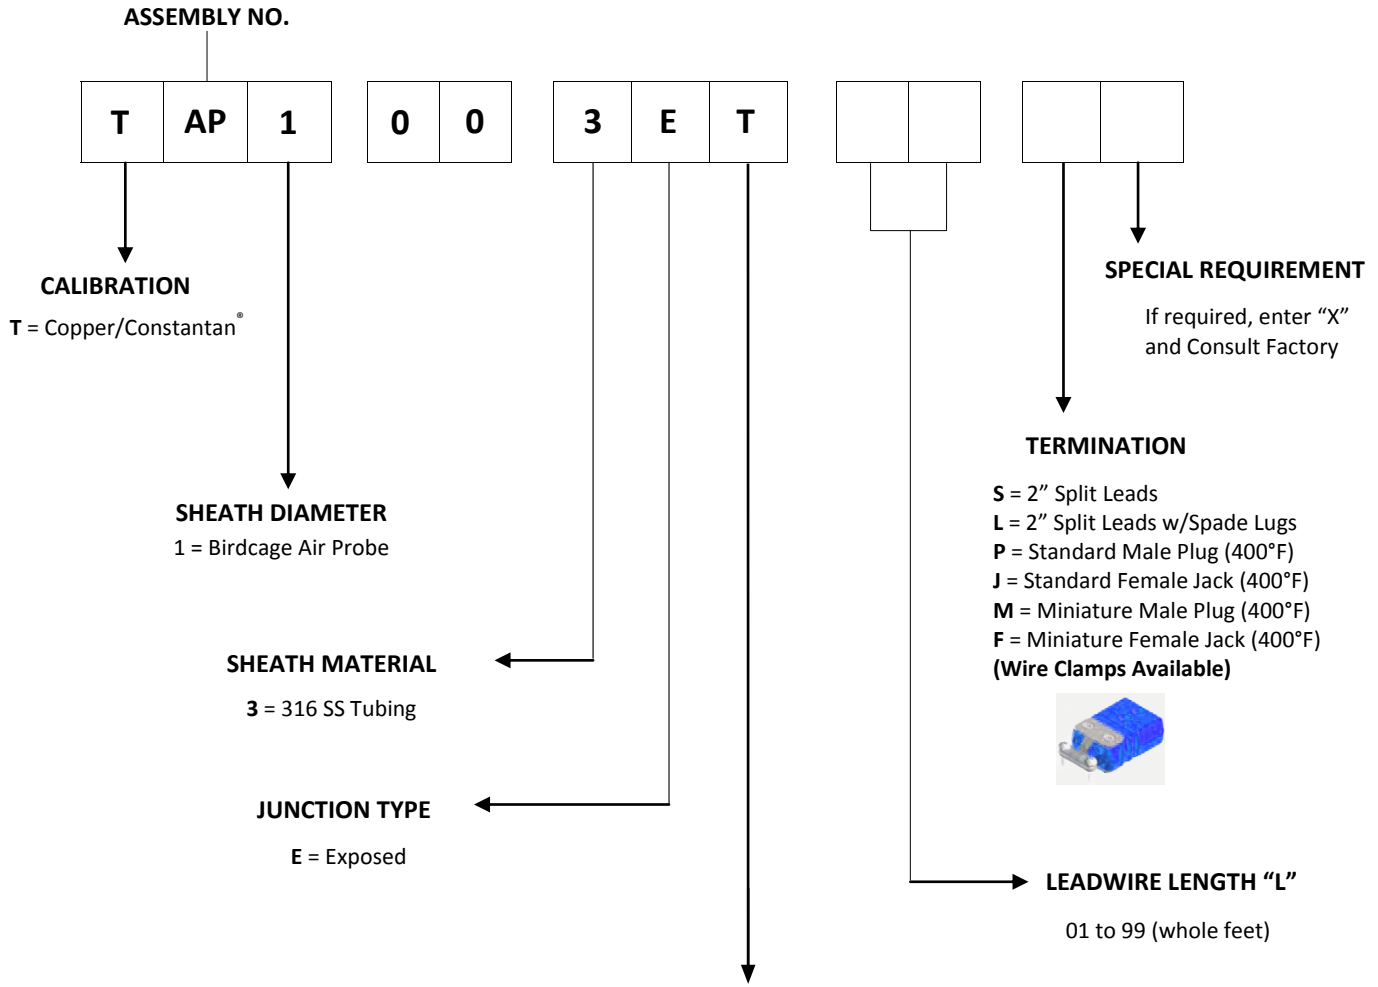 ASSEMBLY NO.
T AP 1 0 0 3 E T
CALIBRATION
T = Copper/Constantan®
SHEATH DIAMETER
1 = Birdcage Air Probe
SHEATH MATERIAL
3 = 316 SS Tubing
JUNCTION TYPE
E = Exposed
SPECIAL REQUIREMENT
If required, enter “X”
and Consult Factory
TERMINATION
S = 2” Split Leads
L = 2” Split Leads w/Spade Lugs
P = Standard Male Plug (400°F)
J = Standard Female Jack (400°F)
M = Miniature Male Plug (400°F)
F = Miniature Female Jack (400°F)
(Wire Clamps Available)
LEADWIRE LENGTH “L”
01 to 99 (whole feet)